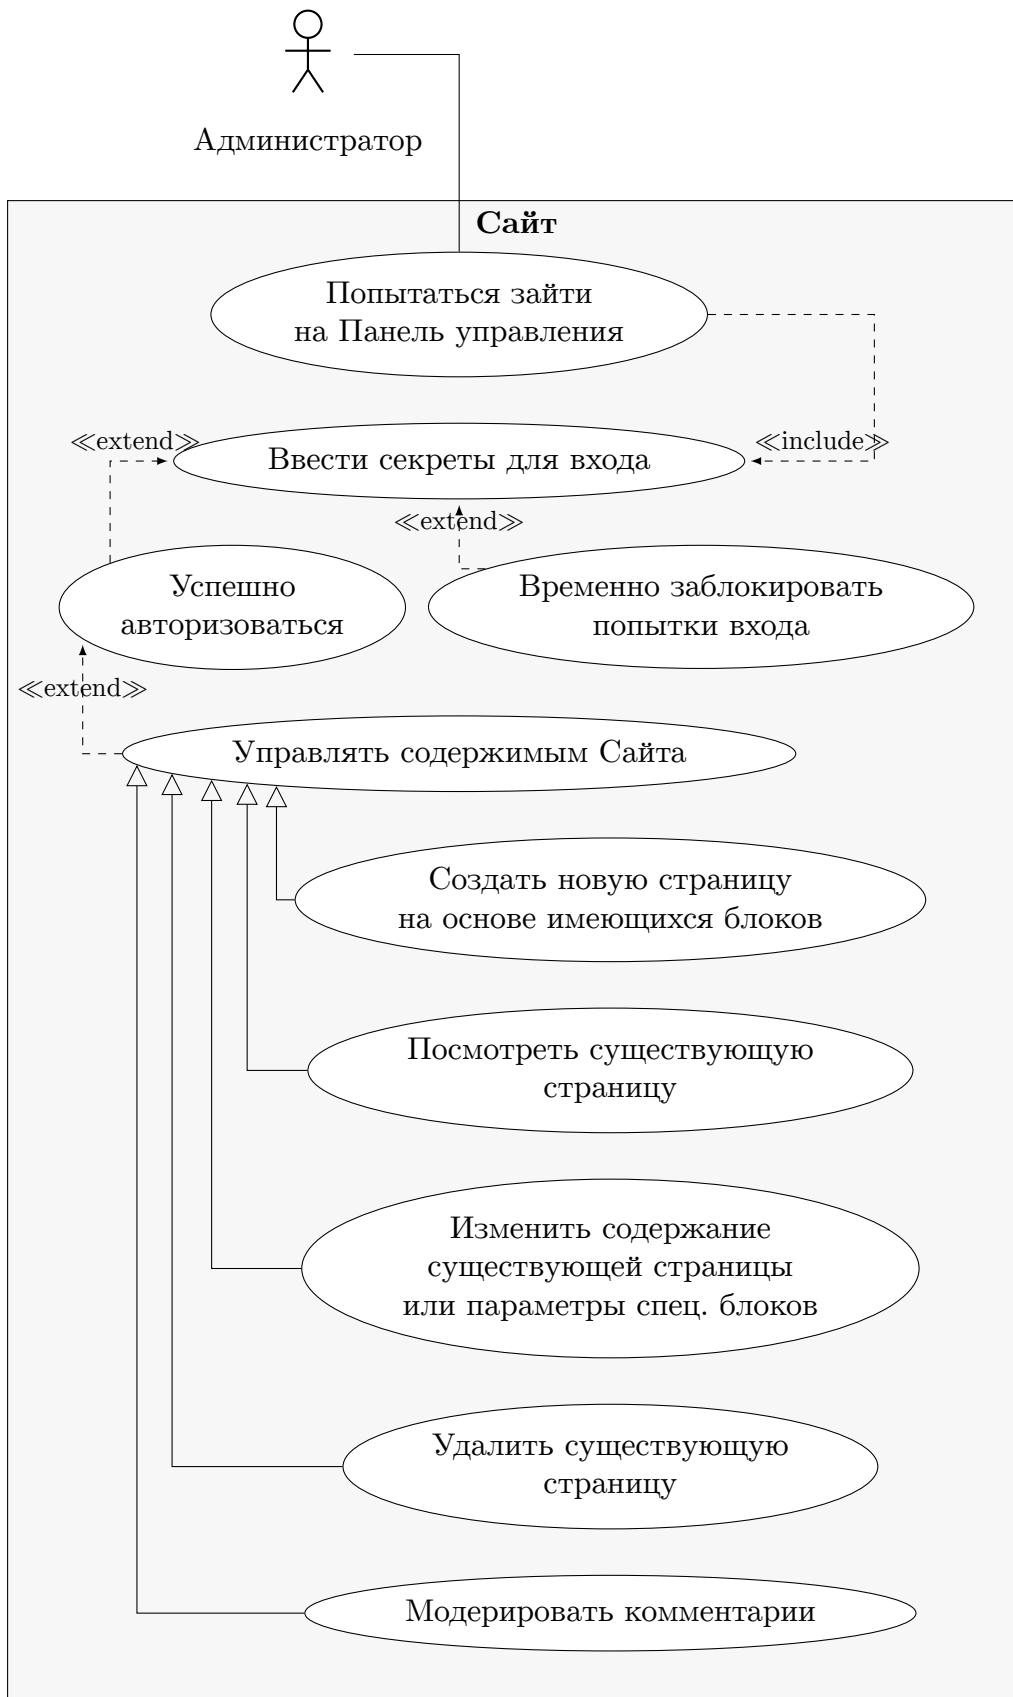 Администратор
Сайт
Попытаться зайти
на Панель управления
≪extend≫
Ввести секреты для входа
≪include≫
≪extend≫
Успешно
авторизоваться
Временно заблокировать
попытки входа
≪extend≫
Управлять содержимым Сайта
Создать новую страницу
на основе имеющихся блоков
Посмотреть существующую
страницу
Изменить содержание
существующей страницы
или параметры спец. блоков
Удалить существующую
страницу
Модерировать комментарии